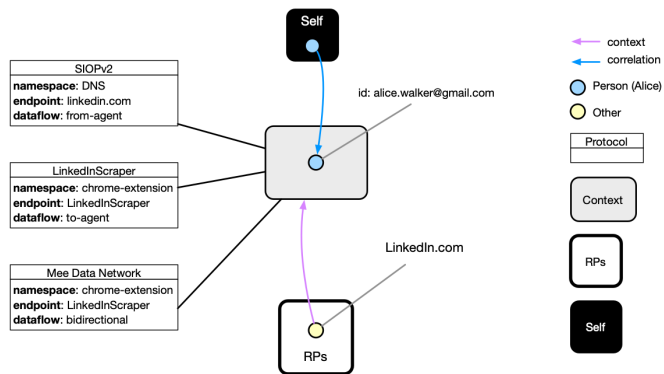 Self
SIOPv2
namespace: DNS
endpoint: linkedin.com
dataflow: from-agent
id: alice.walker@gmail.com
LinkedInScraper
namespace: chrome-extension
endpoint: LinkedInScraper
dataflow: to-agent
Mee Data Network
namespace: chrome-extension
endpoint: LinkedInScraper
dataflow: bidirectional
LinkedIn.com
RPs
context
correlation
Person (Alice)
Other
Protocol
Context
RPs
Self